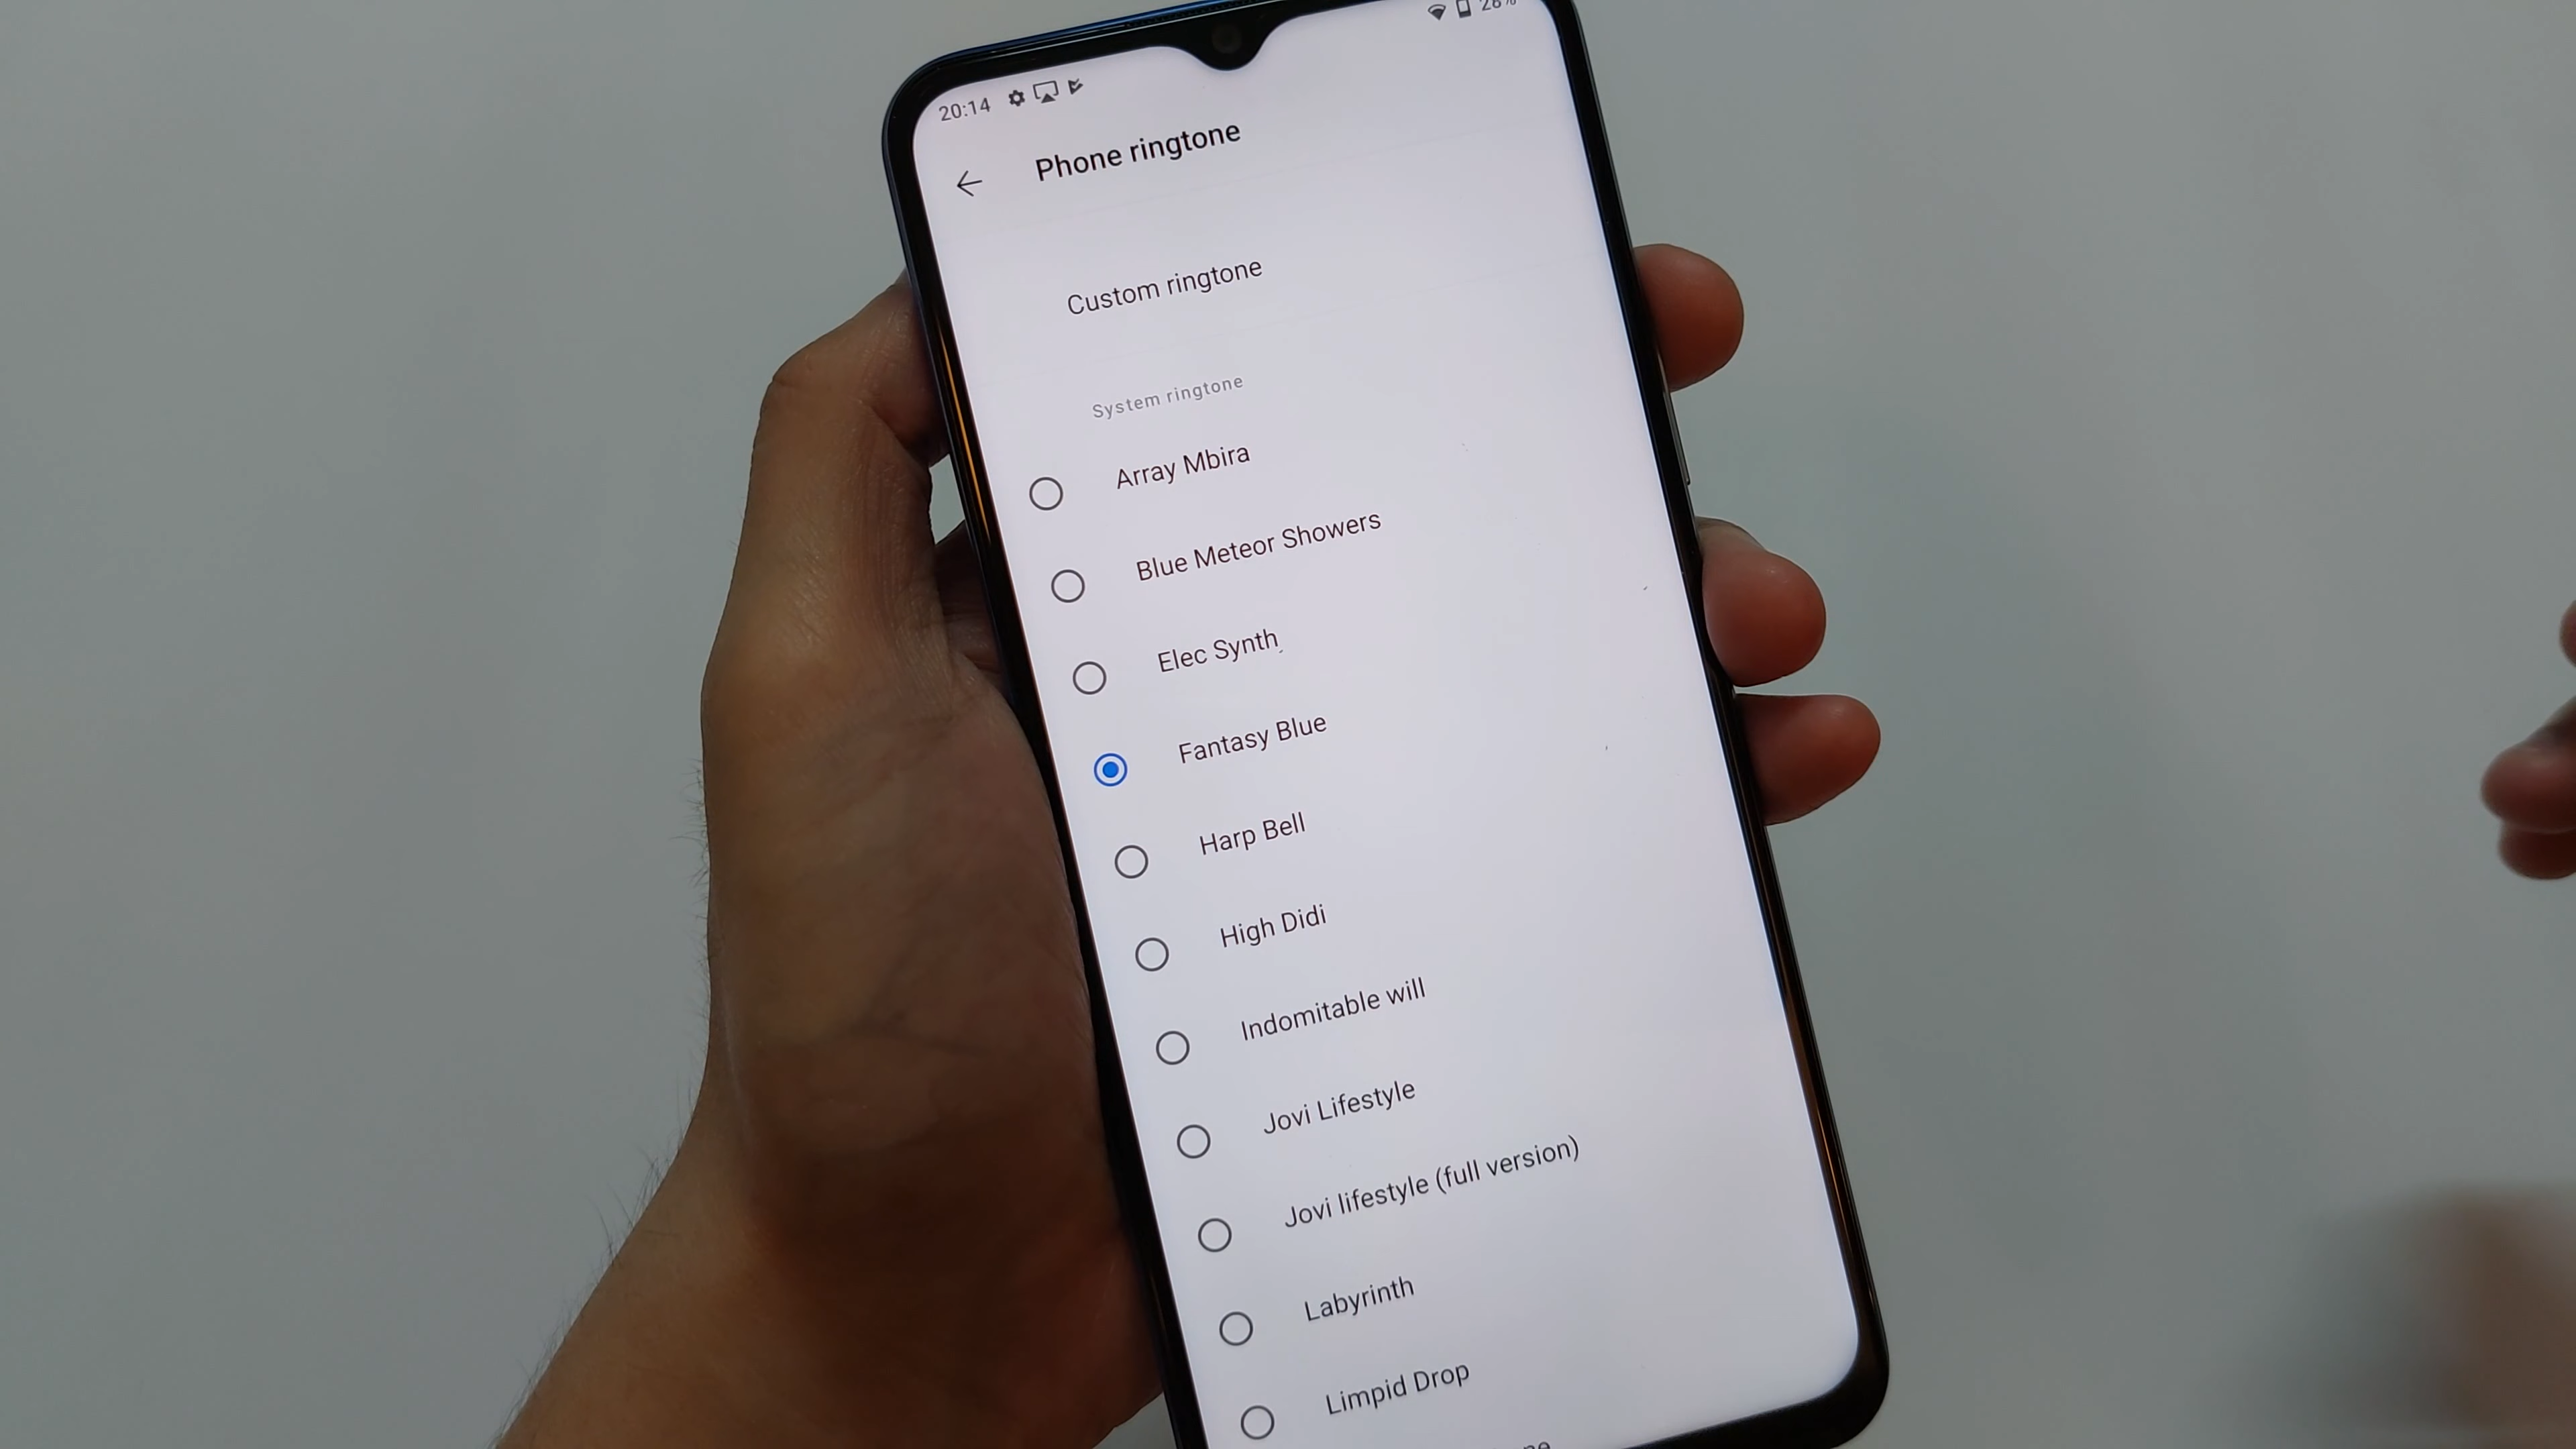 20:14
Phone ringtone
Custom ringtone
System ringtone
Array Mbira
Blue Meteor Showers
Elec Synth
Fantasy Blue
Harp Bell
High Didi
Indomitable will
Jovi Lifestyle
Jovi lifestyle (full version)
Labyrinth
Limpid Drop